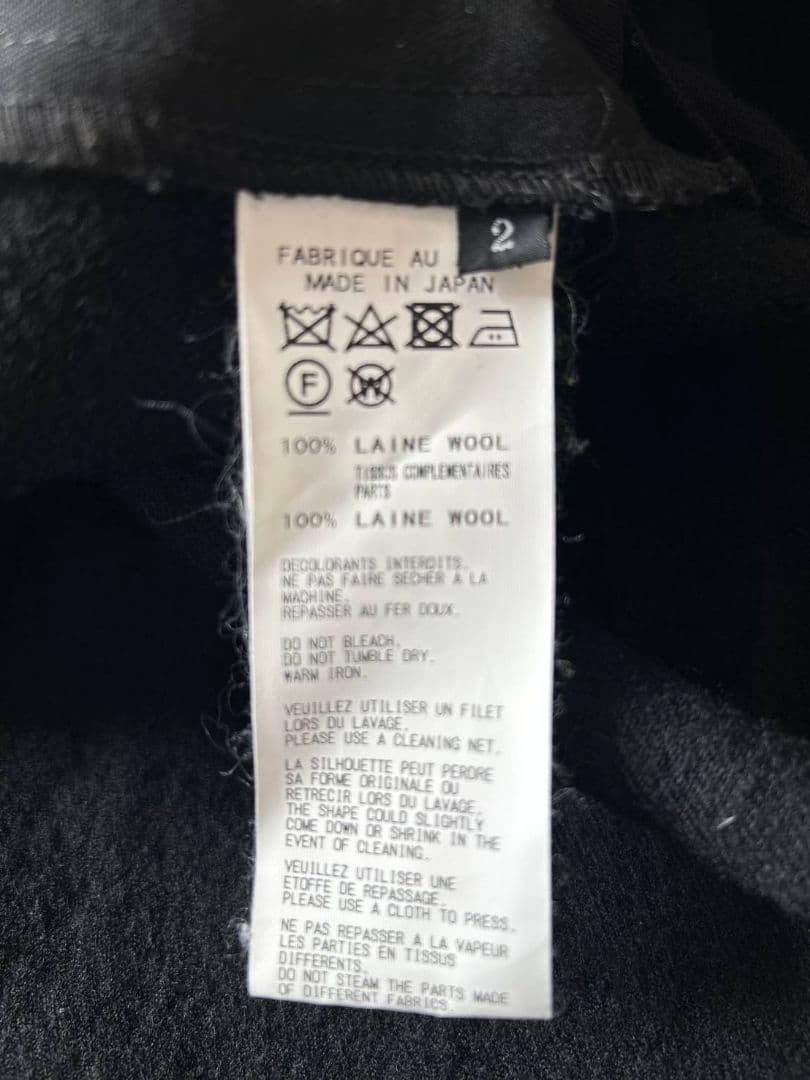 2
FABRIQUE AU
MADE IN JAPAN
F W
100% LAINE WOOL
TISSUS COMPLEMENTAIRES
PARTS
100% LAINE WOOL
DECOLORANTS INTERDITS.
NE PAS FAIRE SECHER A LA
MACHINE.
REPASSER AU FER DOUX.
DO NOT BLEACH.
DO NOT TUMBLE DRY.
WARM IRON.
VEUILLEZ UTILISER UN FILET
LORS DU LAVAGE.
PLEASE USE A CLEANING NET.
LA SILHOUETTE PEUT PERDRE
SA FORME ORIGINALE OU
RETRECIR LORS DU LAVAGE.
THE SHAPE COULD SLIGHTLY
COME DOWN OR SHRINK IN THE
EVENT OF CLEANING.
VEUILLEZ UTILISER UNE
ETOFFE DE REPASSAGE.
PLEASE USE A CLOTH TO PRESS.
NE PAS REPASSER A LA VAPEUR
LES PARTIES EN TISSUS
DIFFERENTS.
DO NOT STEAM THE PARTS MADE
OF DIFFERENT FABRICS.